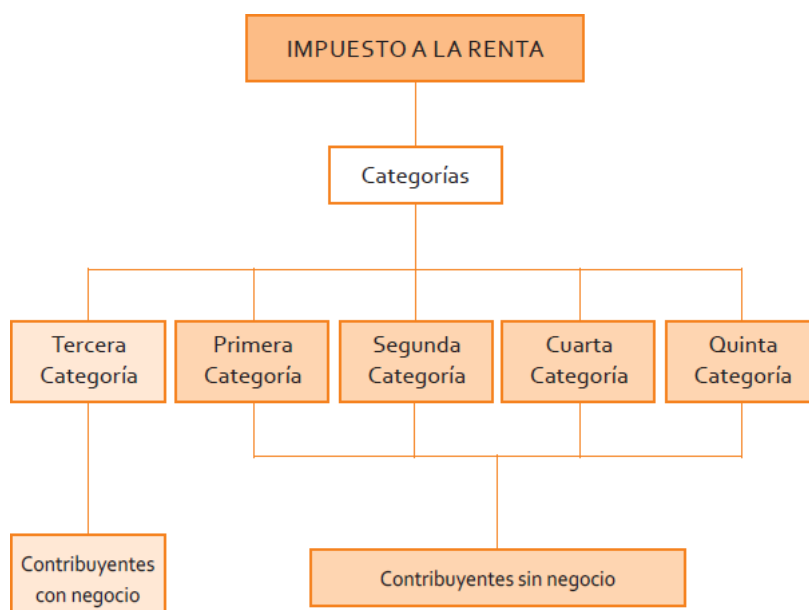 IMPUESTO A LA RENTA
Categorías
Tercera
Categoría
Primera
Categoría
Segunda
Categoría
Cuarta
Categoría
Quinta
Categoría
Contribuyentes
con negocio
Contribuyentes sin negocio